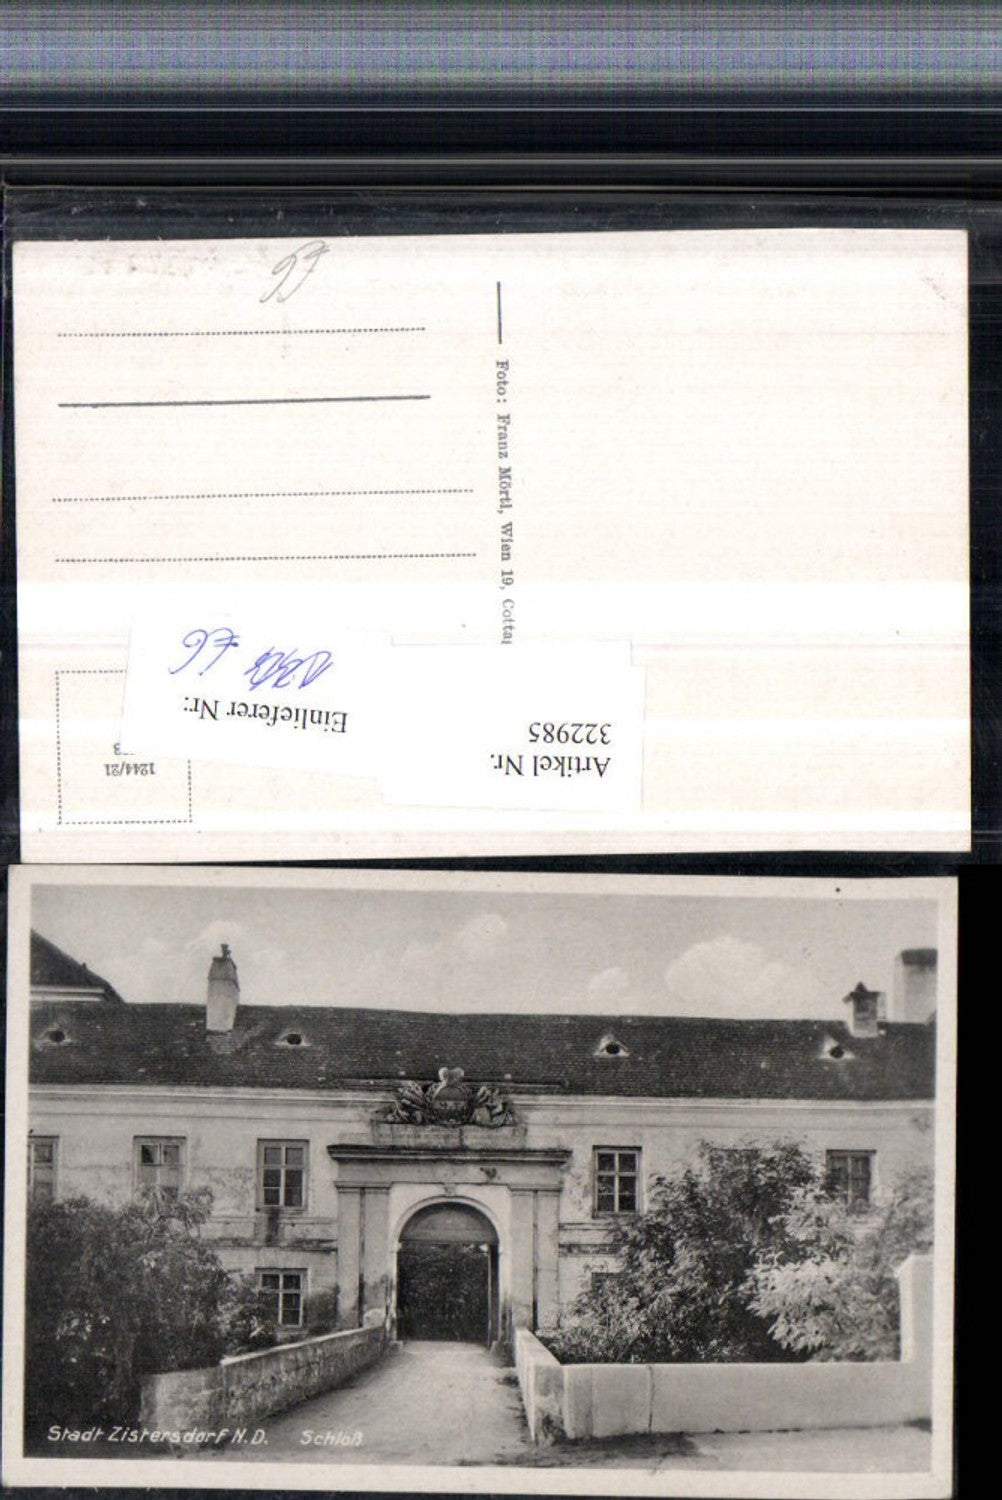 Foto: Franz Mörtl, Wien 19, Cotta
Artikel Nr.
322985
Einlieferer Nr:
1244/21
Stadt Zistersdorf N.D. Schloß